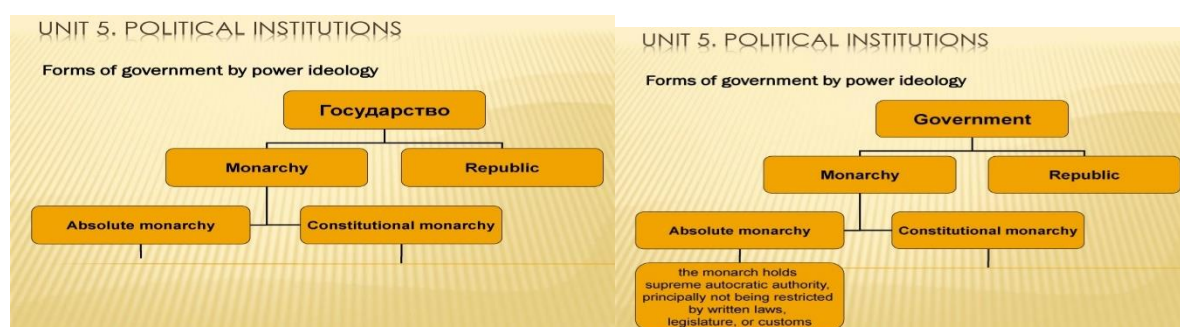 UNIT 5. POLITICAL INSTITUTIONS
Forms of government by power ideology
Государство
Monarchy
Republic
Absolute monarchy
Constitutional monarchy
UNIT 5. POLITICAL INSTITUTIONS
Forms of government by power ideology
Government
Monarchy
Republic
Absolute monarchy
Constitutional monarchy
the monarch holds
supreme autocratic authority,
principally not being restricted
by written laws,
legislature, or customs